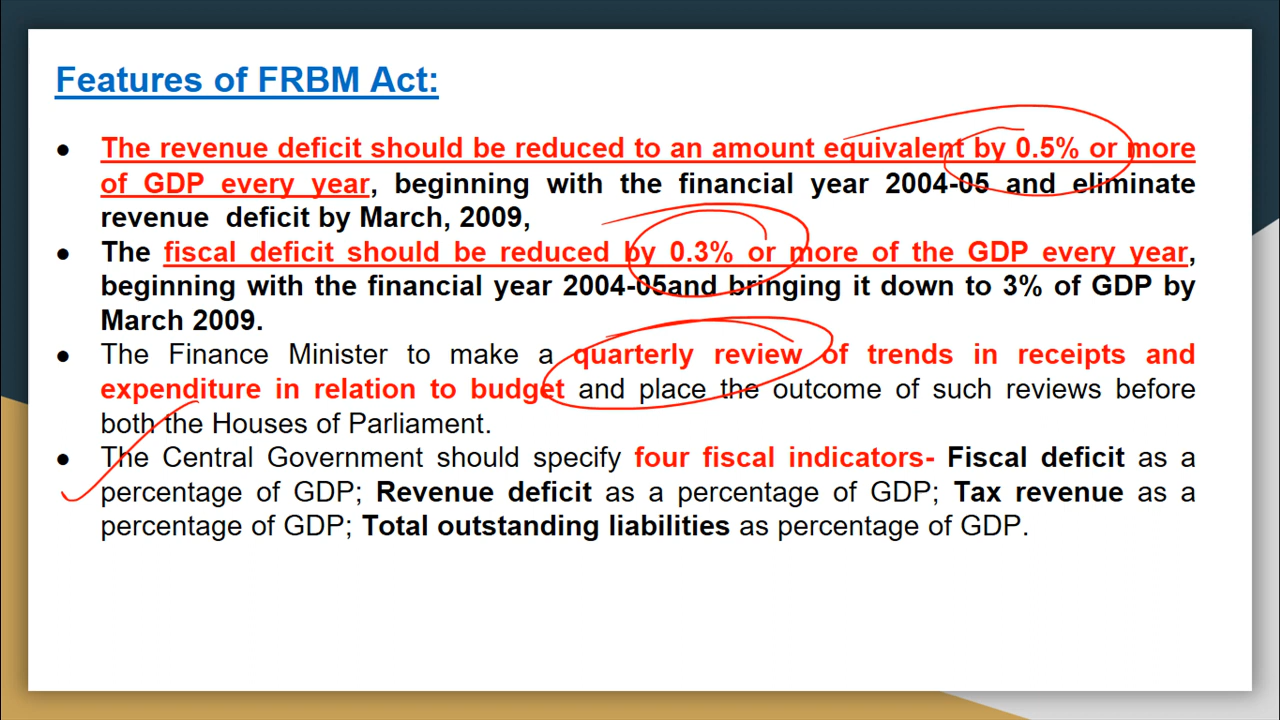 Features of FRBM Act:
● The revenue deficit should be reduced to an amount equivalent by 0.5% or more
of GDP every year, beginning with the financial year 2004-05 and eliminate
revenue deficit by March, 2009,
● The fiscal deficit should be reduced by 0.3% or more of the GDP every year,
beginning with the financial year 2004-05and bringing it down to 3% of GDP by
March 2009.
● The Finance Minister to make a quarterly review of trends in receipts and
expenditure in relation to budget and place the outcome of such reviews before
both the Houses of Parliament.
● The Central Government should specify four fiscal indicators- Fiscal deficit as a
percentage of GDP; Revenue deficit as a percentage of GDP; Tax revenue as a
percentage of GDP; Total outstanding liabilities as percentage of GDP.